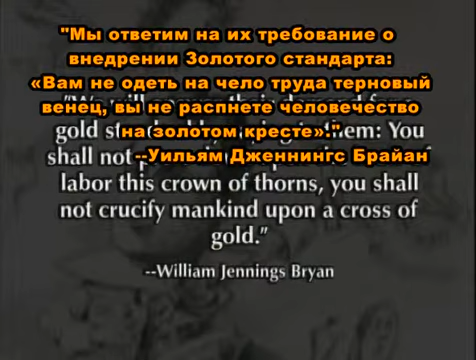 "Мы ответим на их требование о
внедрении Золотого стандарта:
«Вам не одеть на чело труда терновый
венец, вы не распнете человечество
на золотом кресте»!"
--Уильям Дженнингс Брайан
gold them: You
shall not
labor this crown of thorns, you shall
not crucify mankind upon a cross of
gold.”
--William Jennings Bryan